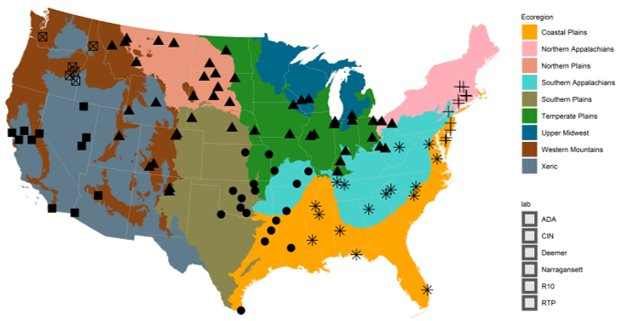 Ecoregion
Coastal Plains
Northern Appalachians
Northern Plains
Southern Appalachians
Southern Plains
Temperate Plains
Upper Midwest
Western Mountains
Xeric
lab
ADA
CIN
Deemer
Narragansett
R10
RTP